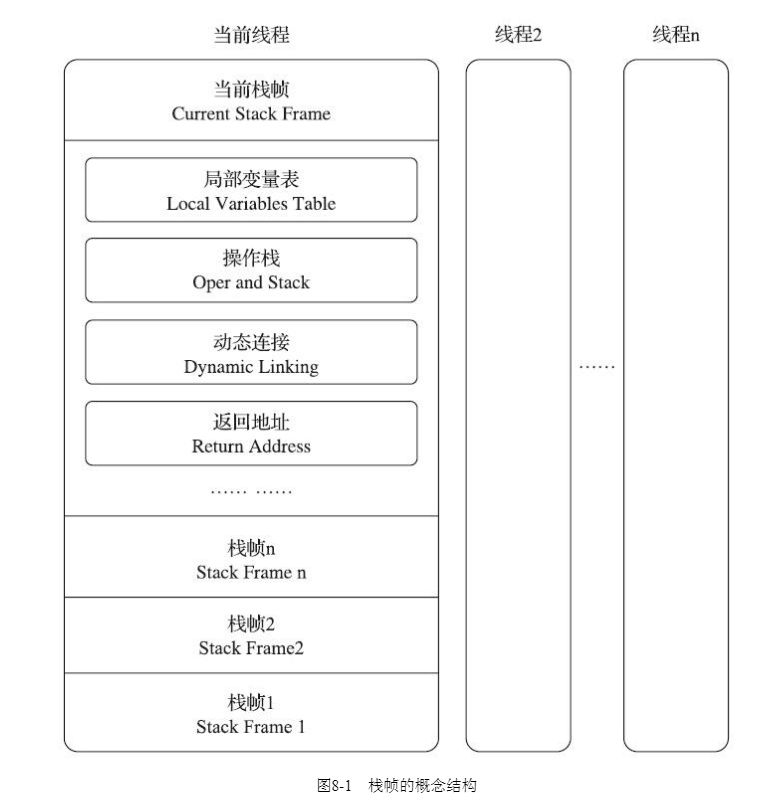 当前线程
线程2
线程n
当前栈帧
Current Stack Frame
局部变量表
Local Variables Table
操作栈
Oper and Stack
动态连接
Dynamic Linking
……
返回地址
Return Address
…… ……
栈帧n
Stack Frame n
栈帧2
Stack Frame2
栈帧1
Stack Frame 1
图8-1 栈帧的概念结构